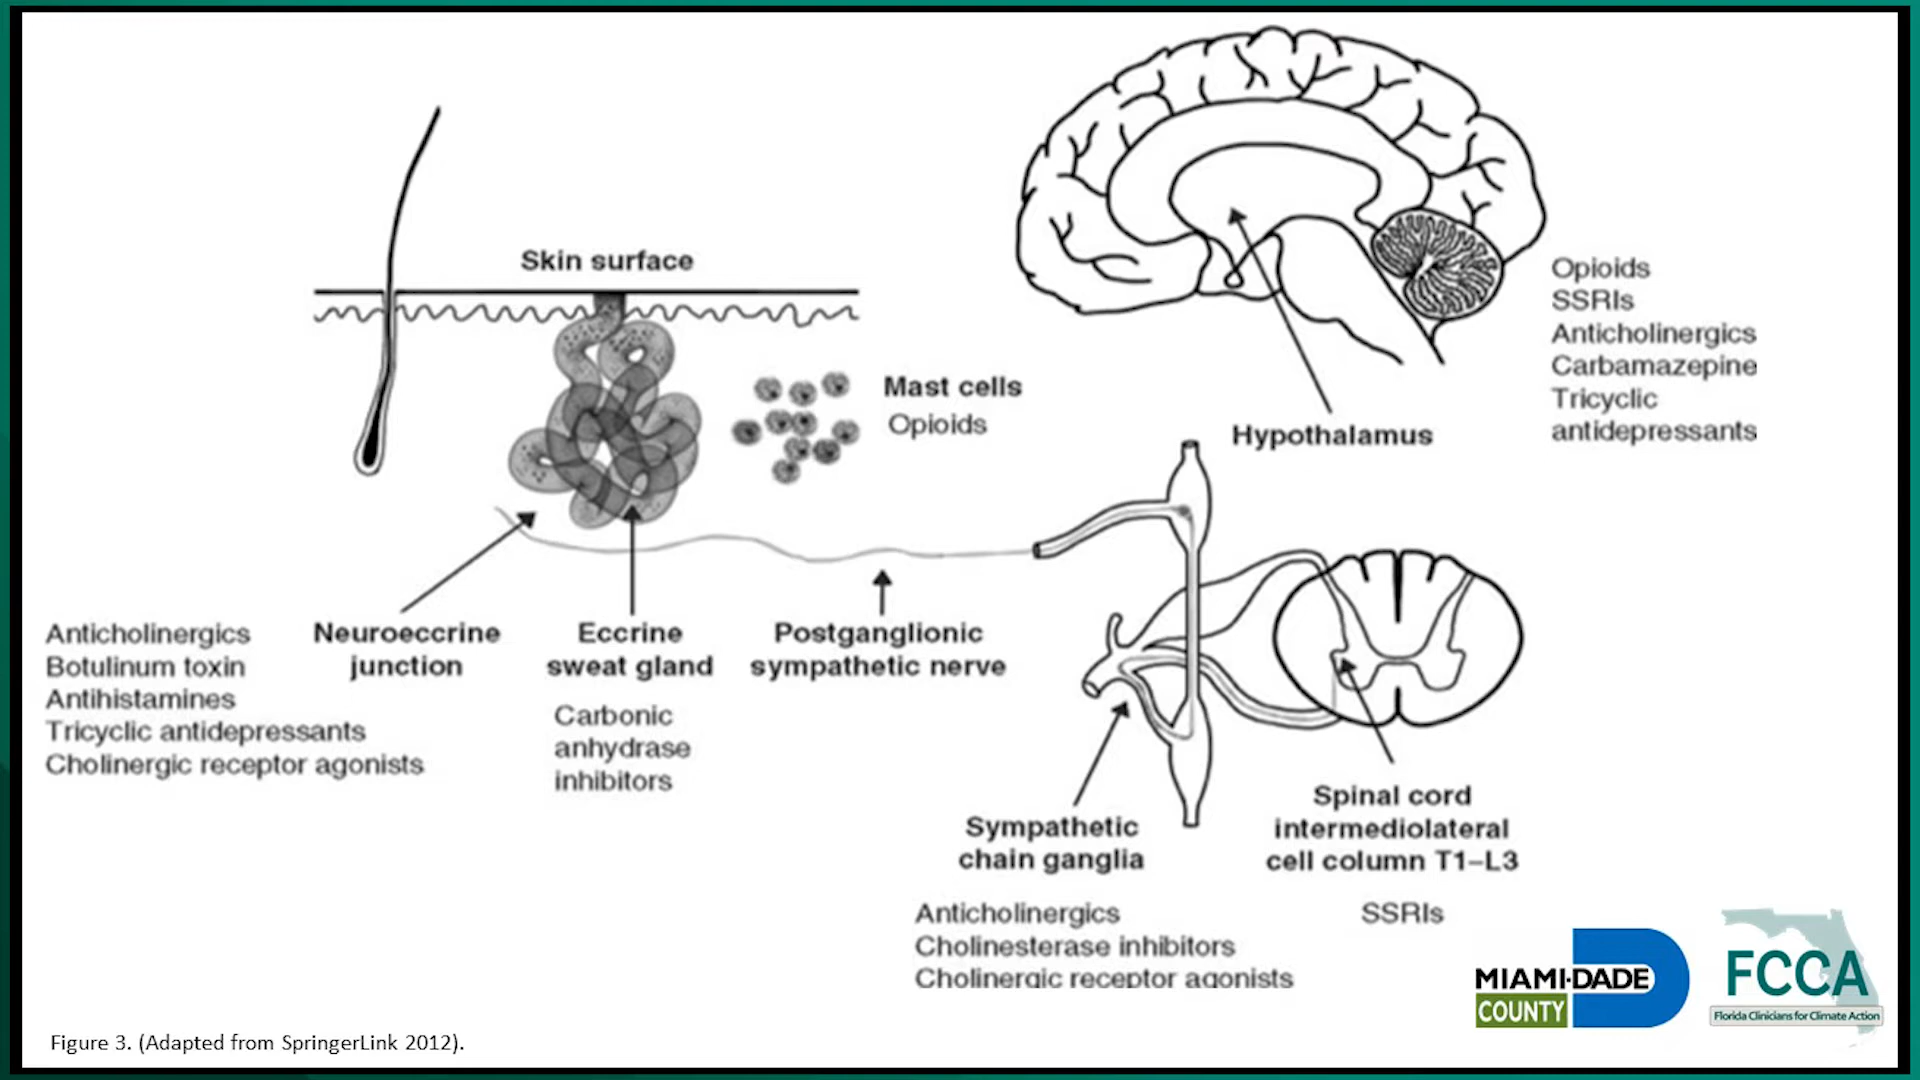 Skin surface
Mast cells
Opioids
Hypothalamus
Opioids
SSRIs
Anticholinergics
Carbamazepine
Tricyclic
antidepressants
Anticholinergics
Botulinum toxin
Antihistamines
Tricyclic antidepressants
Cholinergic receptor agonists
Neuroeccrine
junction
Eccrine
sweat gland
Carbonic
anhydrase
inhibitors
Postganglionic
sympathetic nerve
Sympathetic
chain ganglia
Anticholinergics
Cholinesterase inhibitors
Cholinergic receptor agonists
Spinal cord
intermediolateral
cell column T1–L3
SSRIs
MIAMI-DADE
COUNTY
FCCA
Florida Clinicians for Climate Action
Figure 3. (Adapted from SpringerLink 2012).